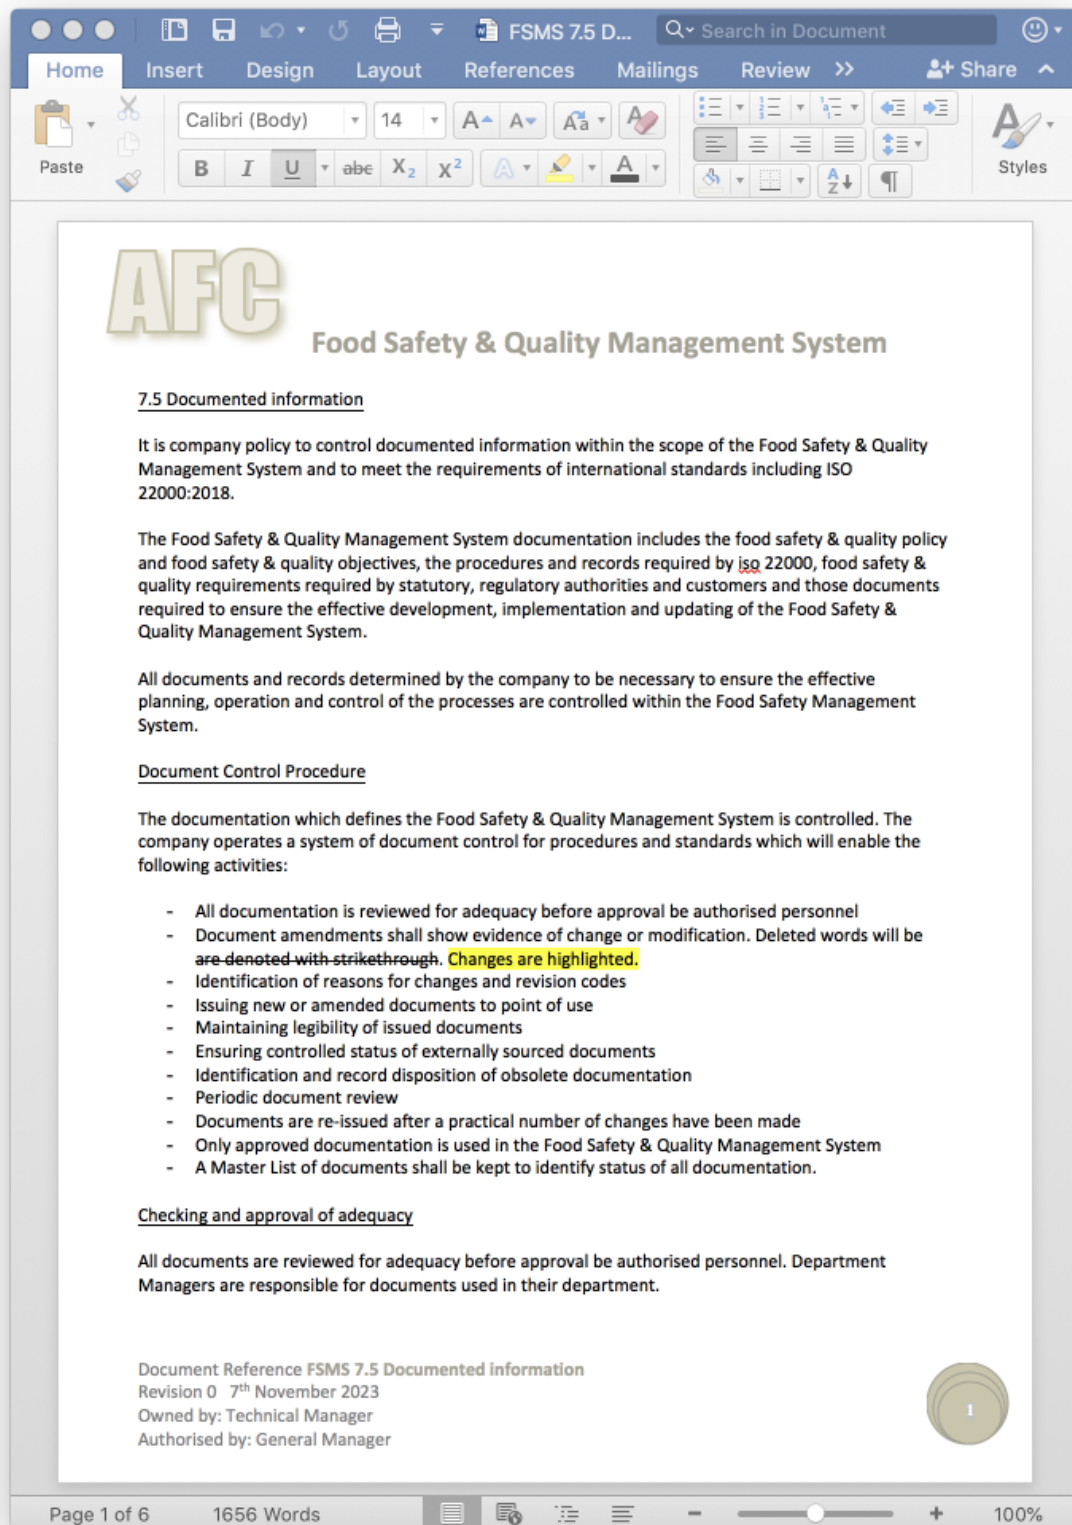 FSMS 7.5 D...
Search in Document
Home Insert Design Layout References Mailings Review >> Share
Paste
Calibri (Body) 14 A A Aa A
B I U abc X₂ X² A A
A Z ¶
Styles
AFC
Food Safety & Quality Management System
7.5 Documented information
It is company policy to control documented information within the scope of the Food Safety & Quality
Management System and to meet the requirements of international standards including ISO
22000:2018.
The Food Safety & Quality Management System documentation includes the food safety & quality policy
and food safety & quality objectives, the procedures and records required by iso 22000, food safety &
quality requirements required by statutory, regulatory authorities and customers and those documents
required to ensure the effective development, implementation and updating of the Food Safety &
Quality Management System.
All documents and records determined by the company to be necessary to ensure the effective
planning, operation and control of the processes are controlled within the Food Safety Management
System.
Document Control Procedure
The documentation which defines the Food Safety & Quality Management System is controlled. The
company operates a system of document control for procedures and standards which will enable the
following activities:
- All documentation is reviewed for adequacy before approval be authorised personnel
- Document amendments shall show evidence of change or modification. Deleted words will be
are denoted with strikethrough. Changes are highlighted.
- Identification of reasons for changes and revision codes
- Issuing new or amended documents to point of use
- Maintaining legibility of issued documents
- Ensuring controlled status of externally sourced documents
- Identification and record disposition of obsolete documentation
- Periodic document review
- Documents are re-issued after a practical number of changes have been made
- Only approved documentation is used in the Food Safety & Quality Management System
- A Master List of documents shall be kept to identify status of all documentation.
Checking and approval of adequacy
All documents are reviewed for adequacy before approval be authorised personnel. Department
Managers are responsible for documents used in their department.
Document Reference FSMS 7.5 Documented information
Revision 0 7th November 2023
Owned by: Technical Manager
Authorised by: General Manager
1
Page 1 of 6 1656 Words 100%